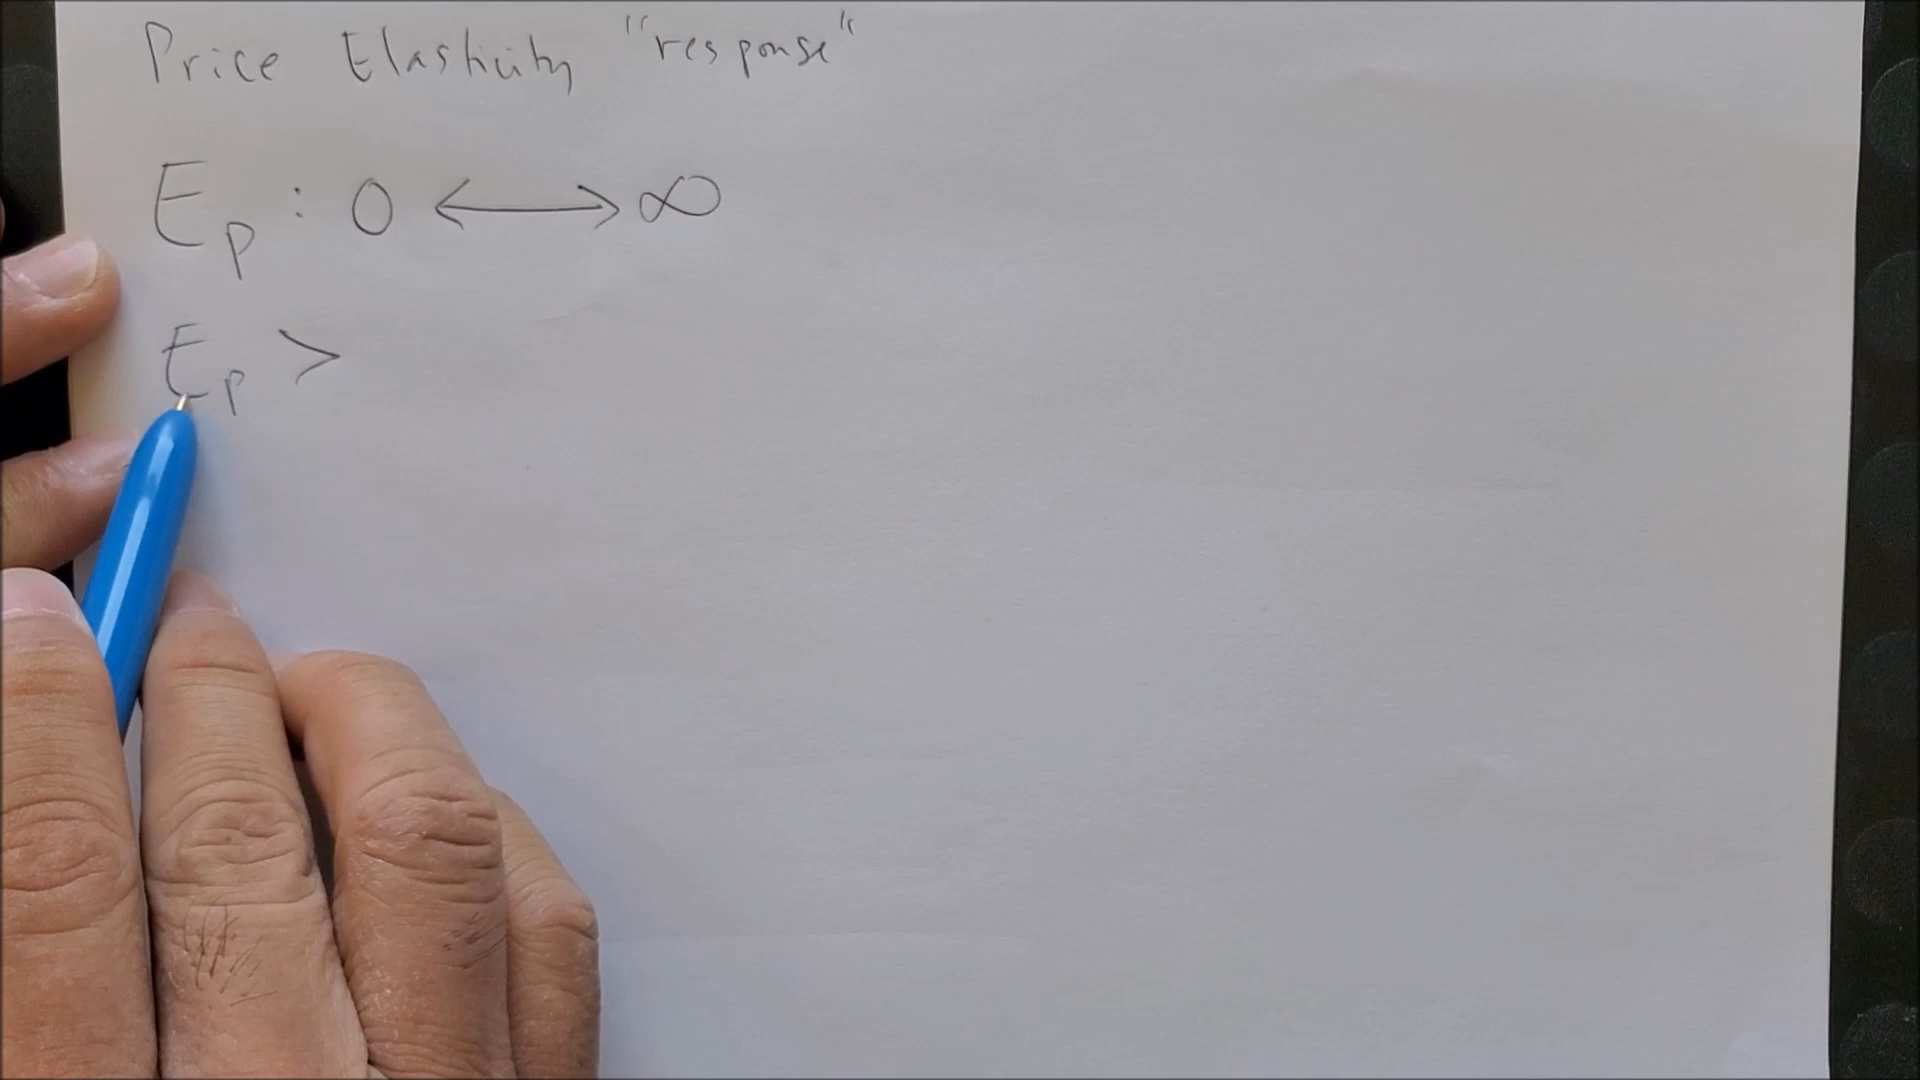 Price Elasticity "response"
Ep : 0 ⟷ ∞
Ep >